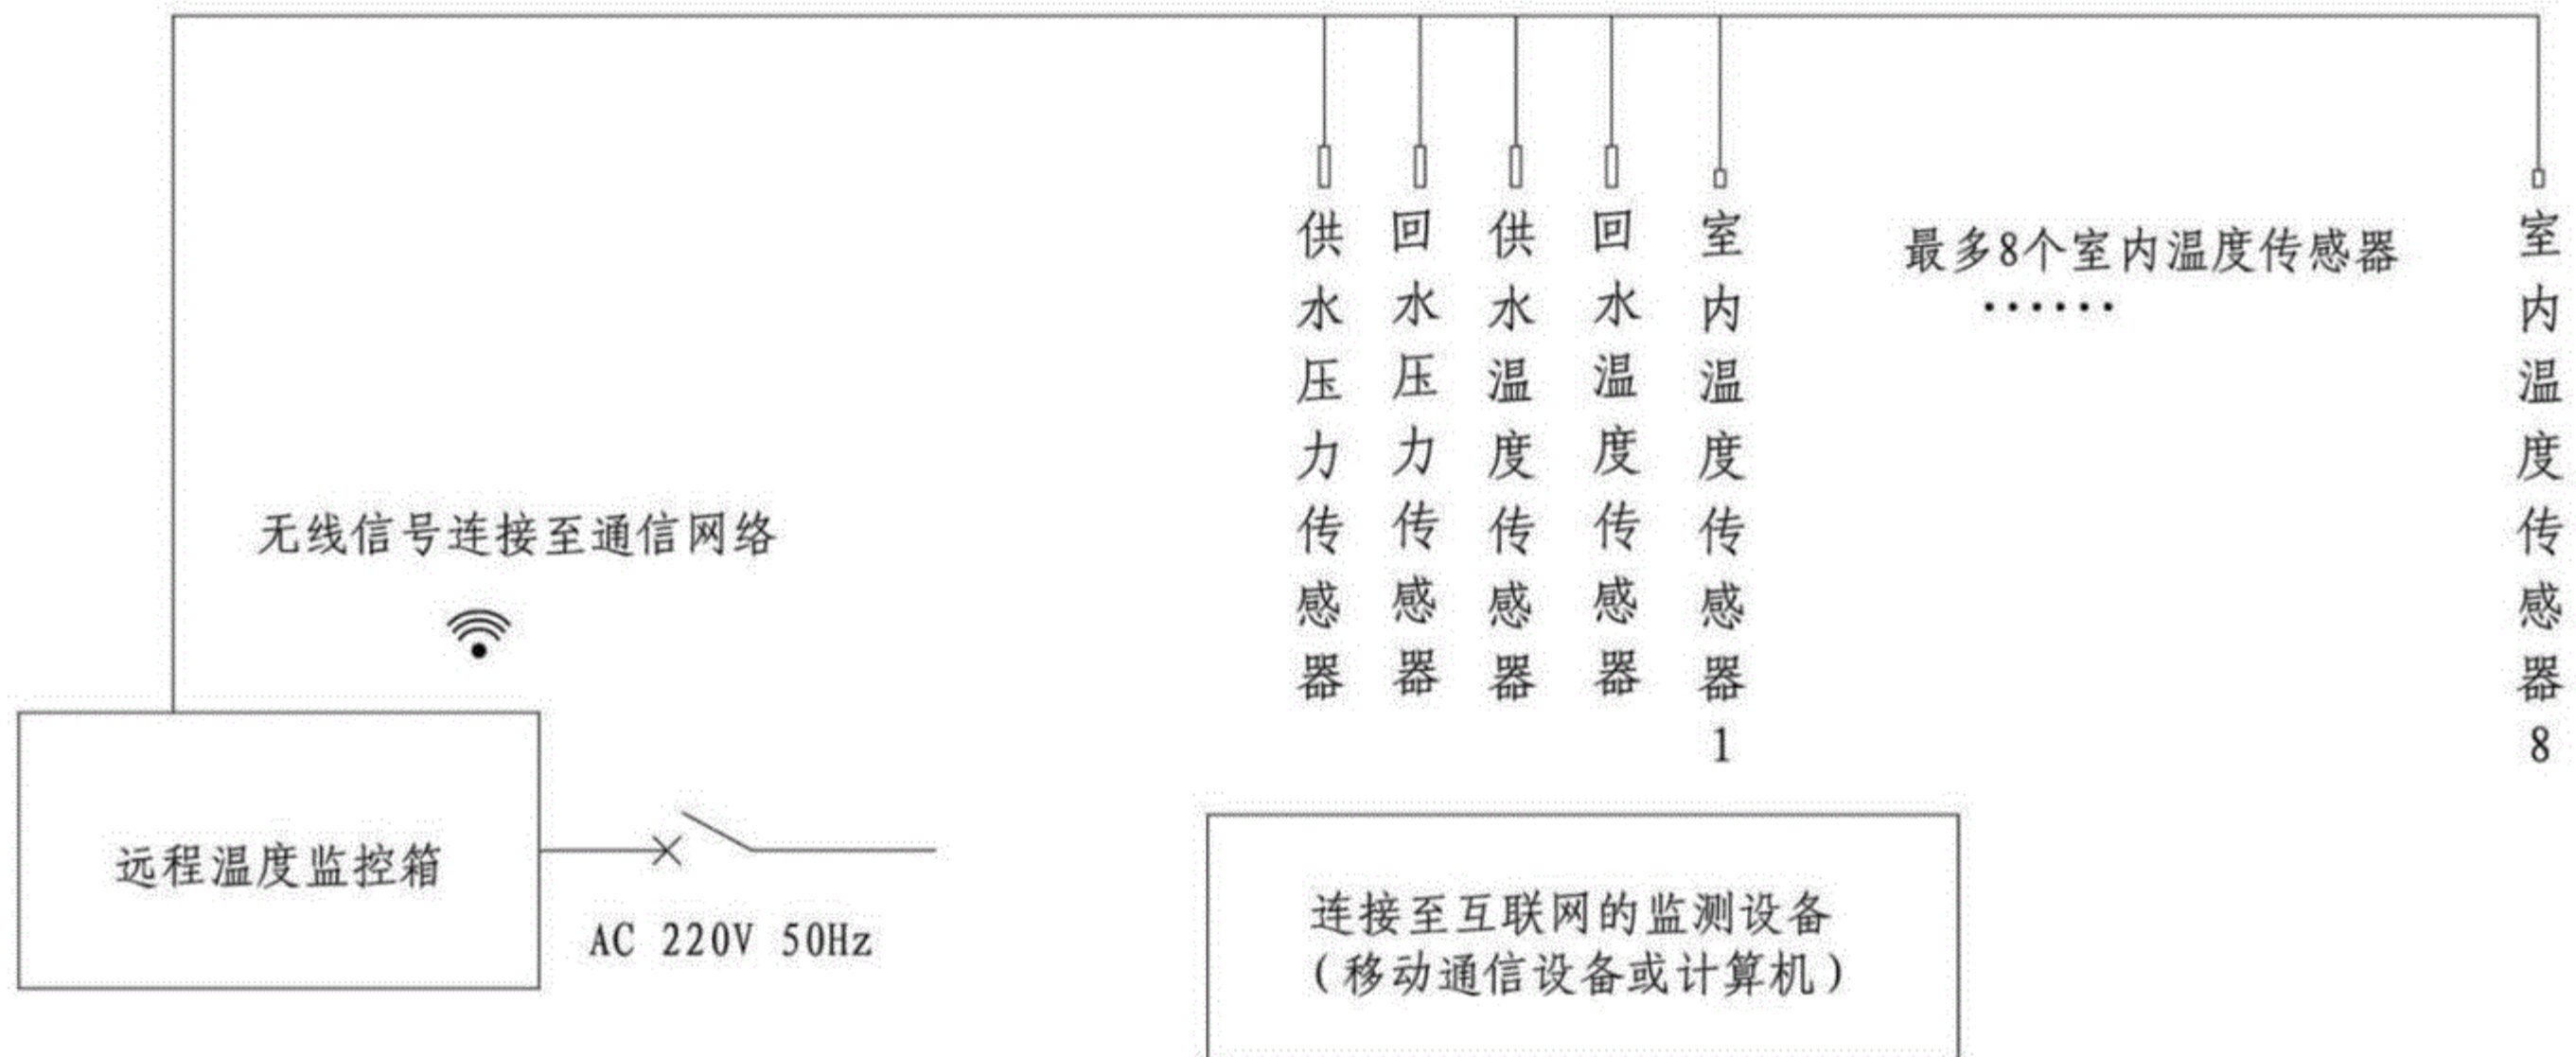 供水压力传感器
回水压力传感器
供水温度传感器
回水温度传感器
室内温度传感器1
最多8个室内温度传感器
……
室内温度传感器8
无线信号连接至通信网络
远程温度监控箱
AC 220V 50Hz
连接至互联网的监测设备
(移动通信设备或计算机)